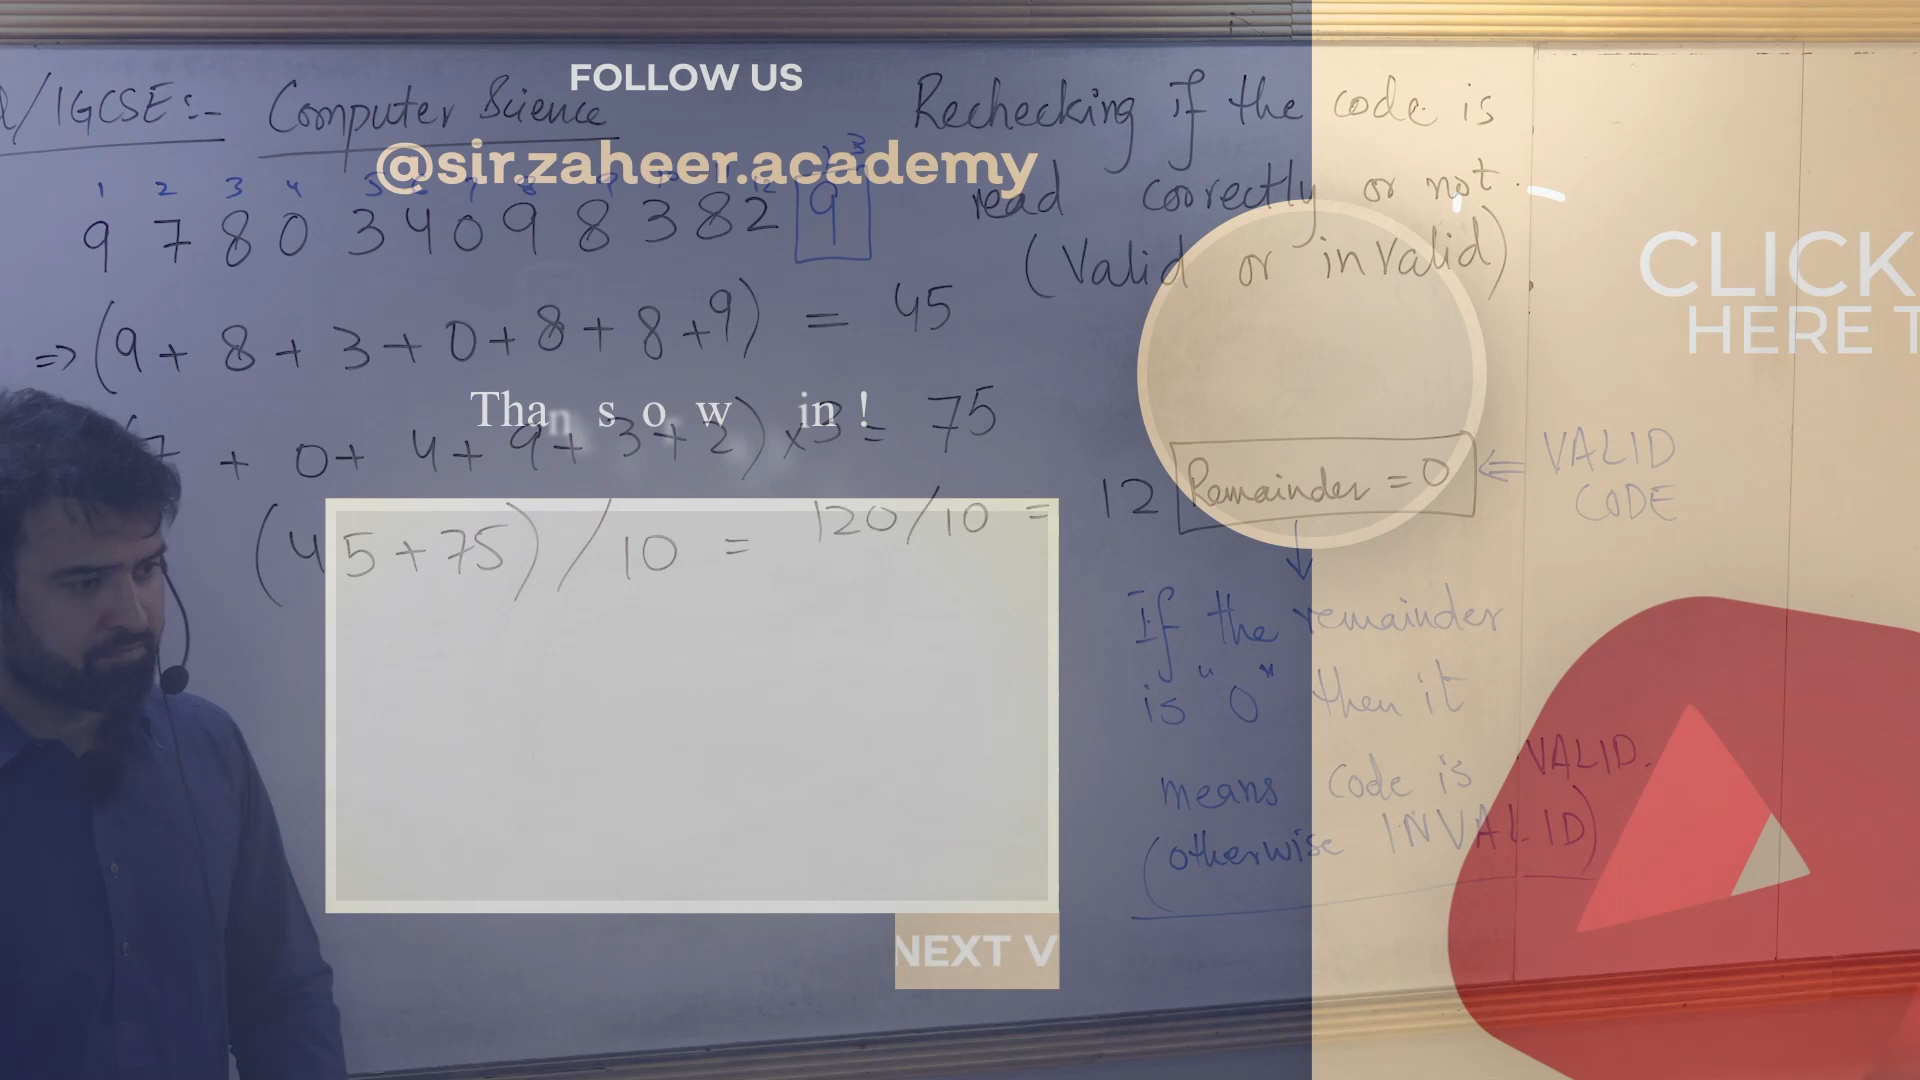 /IGCSE:- Computer Science
FOLLOW US
@sir.zaheer.academy
1 2 3 4 5
9 7 8 0 3 4 0 9 8 3 8 2 9
=> (9+ 8+ 3+ 0+ 8+ 8+9) = 45
Than s o w in !
+ 0+ 4+ 9+ 3+2) x3= 75
(45+75)/10 = 120/10 = 12 Remainder = 0 <= VALID CODE
Rechecking if the code is
read correctly or not.
(Valid or invalid)
If the remainder
is "0" then it
means code is VALID.
(otherwise INVALID)
CLICK
HERE T
NEXT V